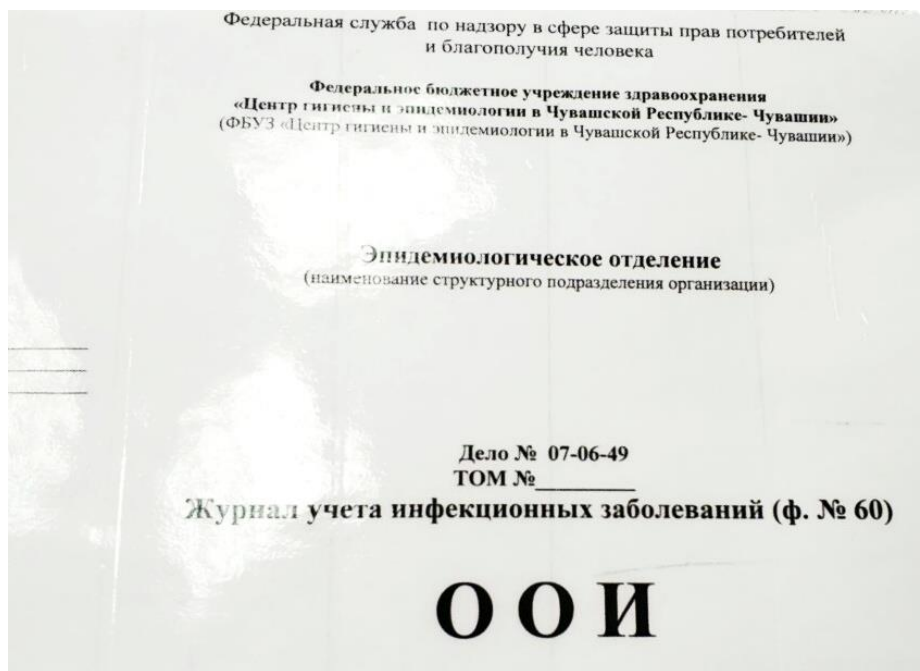 Федеральная служба по надзору в сфере защиты прав потребителей
и благополучия человека
Федеральное бюджетное учреждение здравоохранения
«Центр гигиены и эпидемиологии в Чувашской Республике- Чувашии»
(ФБУЗ «Центр гигиены и эпидемиологии в Чувашской Республике- Чувашии»)
Эпидемиологическое отделение
(наименование структурного подразделения организации)
Дело № 07-06-49
ТОМ №_________
Журнал учета инфекционных заболеваний (ф. № 60)
О О И